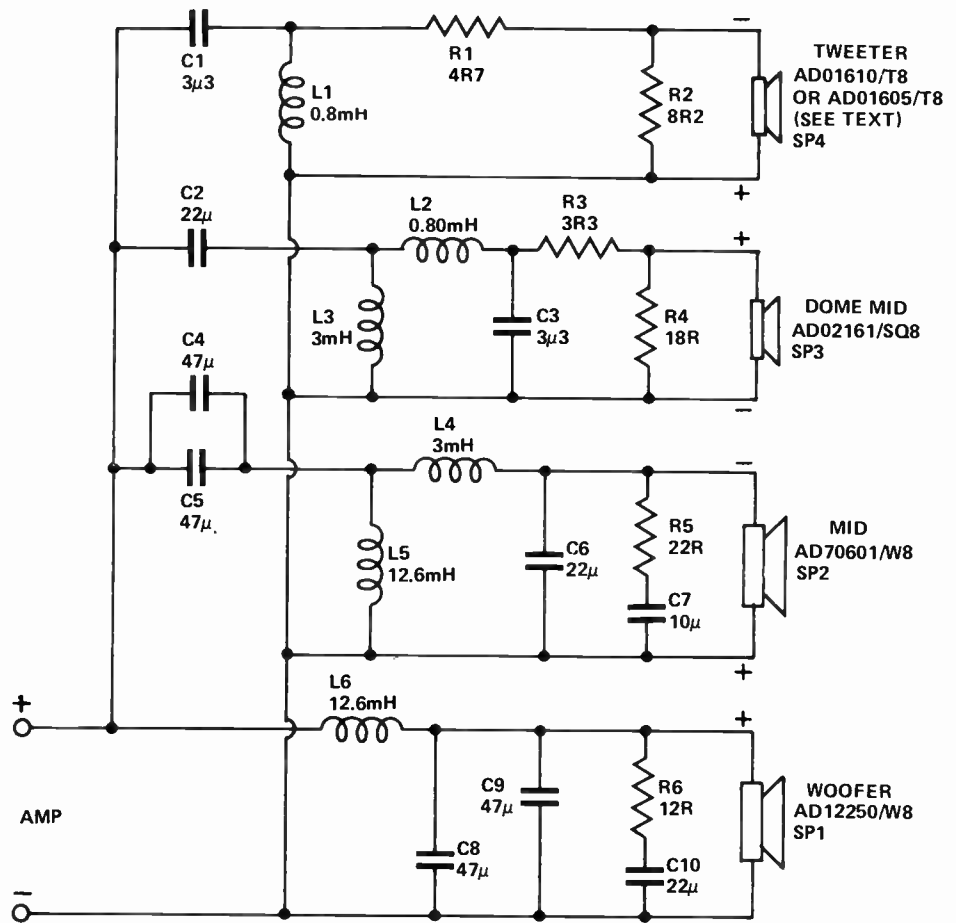 C1
3µ3
L1
0.8mH
R1
4R7
R2
8R2
−
TWEETER
AD01610/T8
OR AD01605/T8
(SEE TEXT)
SP4
+
C2
22µ
L2
0.80mH
R3
3R3
+
L3
3mH
C3
3µ3
R4
18R
DOME MID
AD02161/SQ8
SP3
−
C4
47µ
C5
47µ
L4
3mH
−
L5
12.6mH
C6
22µ
R5
22R
C7
10µ
MID
AD70601/W8
SP2
+
+
L6
12.6mH
+
AMP
C9
47µ
C8
47µ
R6
12R
C10
22µ
WOOFER
AD12250/W8
SP1
−